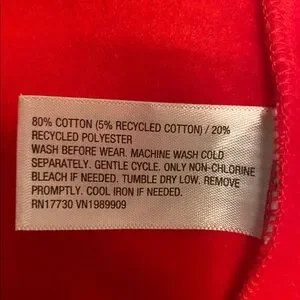 80% COTTON (5% RECYCLED COTTON) / 20%
RECYCLED POLYESTER
WASH BEFORE WEAR. MACHINE WASH COLD
SEPARATELY. GENTLE CYCLE. ONLY NON-CHLORINE
BLEACH IF NEEDED. TUMBLE DRY LOW. REMOVE
PROMPTLY. COOL IRON IF NEEDED.
RN17730 VN1989909